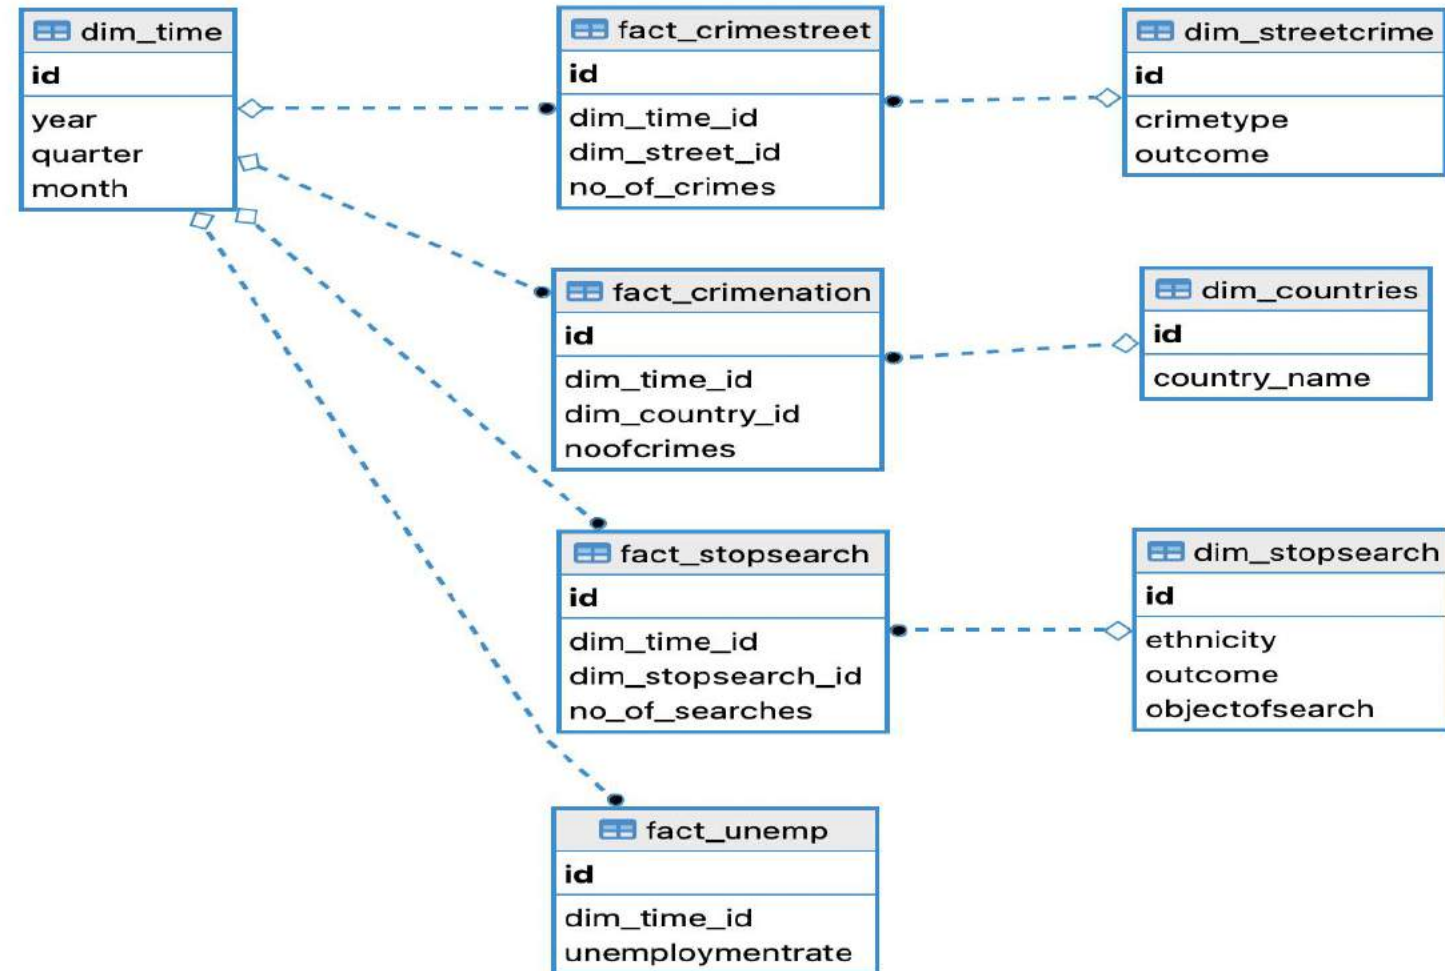 dim_time
id
year
quarter
month
fact_crimestreet
id
dim_time_id
dim_street_id
no_of_crimes
dim_streetcrime
id
crimetype
outcome
fact_crimenation
id
dim_time_id
dim_country_id
noofcrimes
dim_countries
id
country_name
fact_stopsearch
id
dim_time_id
dim_stopsearch_id
no_of_searches
dim_stopsearch
id
ethnicity
outcome
objectofsearch
fact_unemp
id
dim_time_id
unemploymentrate